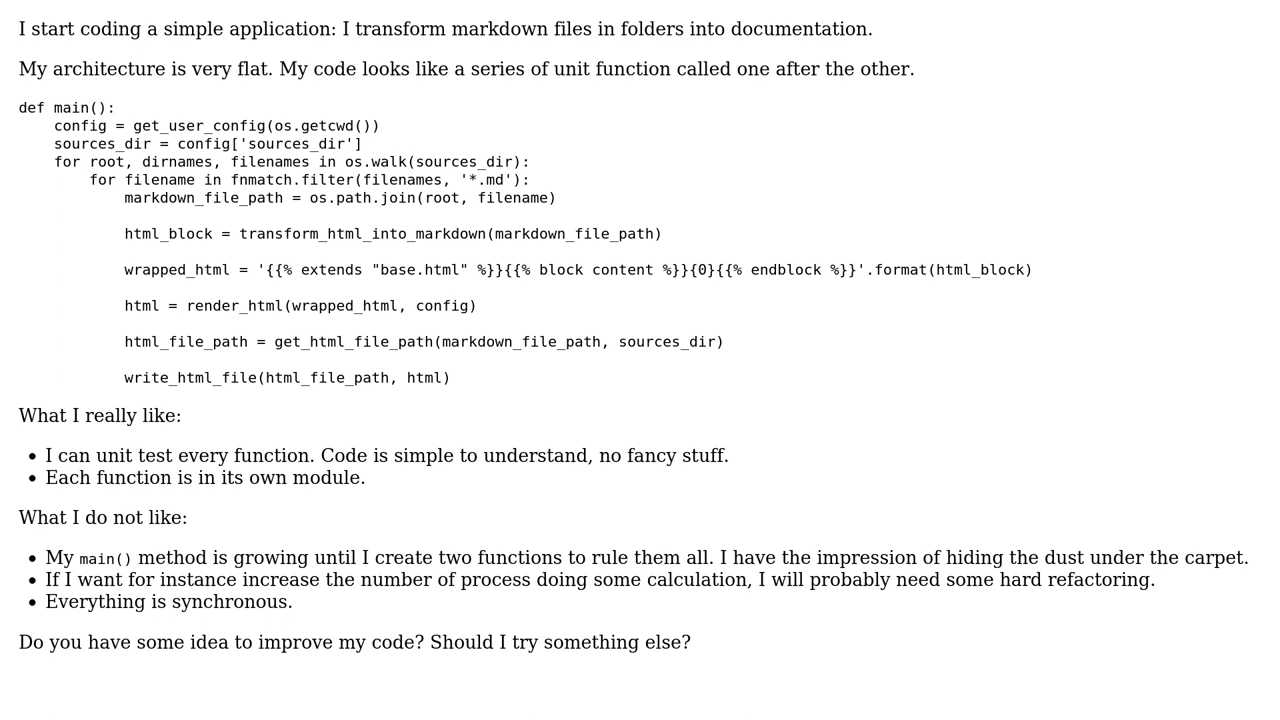 I start coding a simple application: I transform markdown files in folders into documentation.
My architecture is very flat. My code looks like a series of unit function called one after the other.
def main():
    config = get_user_config(os.getcwd())
    sources_dir = config['sources_dir']
    for root, dirnames, filenames in os.walk(sources_dir):
        for filename in fnmatch.filter(filenames, '*.md'):
            markdown_file_path = os.path.join(root, filename)
            html_block = transform_html_into_markdown(markdown_file_path)
            wrapped_html = '{{% extends "base.html" %}}{{% block content %}}{0}{{% endblock %}}'.format(html_block)
            html = render_html(wrapped_html, config)
            html_file_path = get_html_file_path(markdown_file_path, sources_dir)
            write_html_file(html_file_path, html)
What I really like:
• I can unit test every function. Code is simple to understand, no fancy stuff.
• Each function is in its own module.
What I do not like:
• My main() method is growing until I create two functions to rule them all. I have the impression of hiding the dust under the carpet.
• If I want for instance increase the number of process doing some calculation, I will probably need some hard refactoring.
• Everything is synchronous.
Do you have some idea to improve my code? Should I try something else?